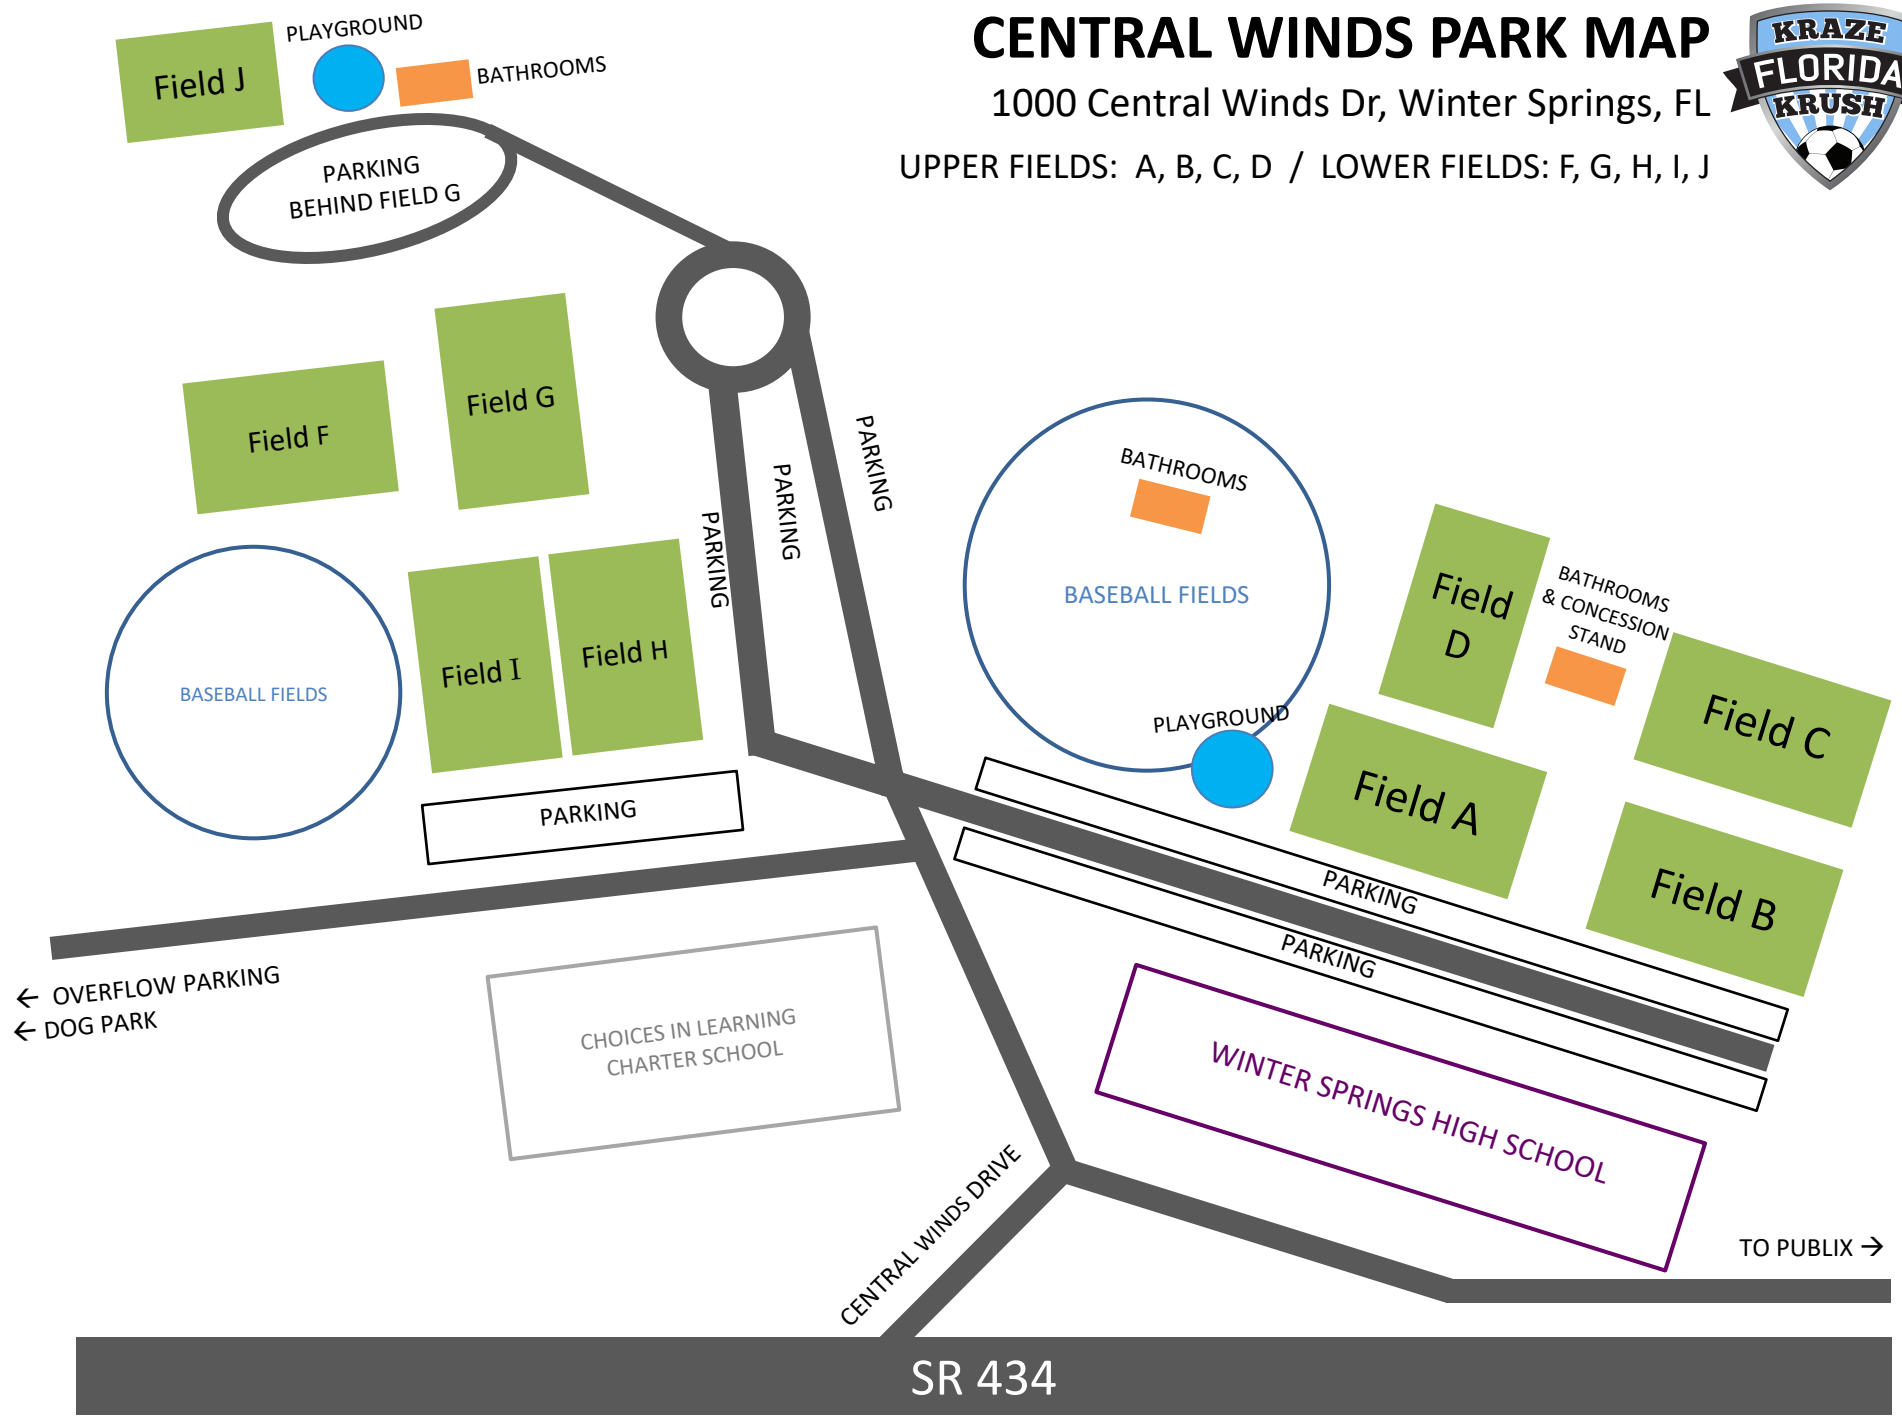 CENTRAL WINDS PARK MAP
1000 Central Winds Dr, Winter Springs, FL
UPPER FIELDS: A, B, C, D / LOWER FIELDS: F, G, H, I, J
KRAZE
FLORIDA
KRUSH
PLAYGROUND
BATHROOMS
Field J
PARKING
BEHIND FIELD G
Field G
Field F
PARKING
PARKING
PARKING
BATHROOMS
BASEBALL FIELDS
Field
D
BATHROOMS
& CONCESSION
STAND
Field I
Field H
BASEBALL FIELDS
PLAYGROUND
Field C
Field A
Field B
PARKING
PARKING
PARKING
← OVERFLOW PARKING
← DOG PARK
CHOICES IN LEARNING
CHARTER SCHOOL
WINTER SPRINGS HIGH SCHOOL
CENTRAL WINDS DRIVE
TO PUBLIX →
SR 434